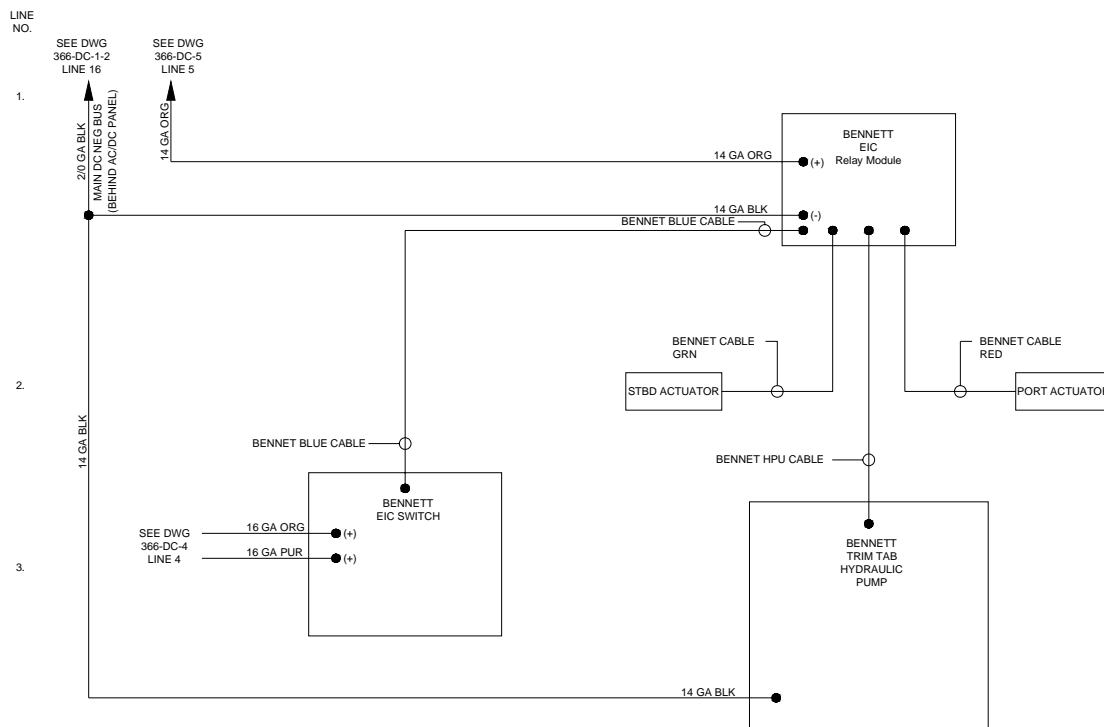 LINE
NO.
SEE DWG
366-DC-1-2
LINE 16
SEE DWG
366-DC-5
LINE 5
1.
2/0 GA BLK
MAIN DC NEG BUS
(BEHIND AC/DC PANEL)
14 GA ORG
BENNETT
EIC
Relay Module
14 GA ORG
(+)
14 GA BLK
(-)
BENNET BLUE CABLE
BENNET CABLE
GRN
BENNET CABLE
RED
2.
STBD ACTUATOR
PORT ACTUATOR
14 GA BLK
BENNET BLUE CABLE
BENNET HPU CABLE
BENNETT
EIC SWITCH
SEE DWG
366-DC-4
LINE 4
16 GA ORG
(+)
16 GA PUR
(+)
BENNETT
TRIM TAB
HYDRAULIC
PUMP
3.
14 GA BLK